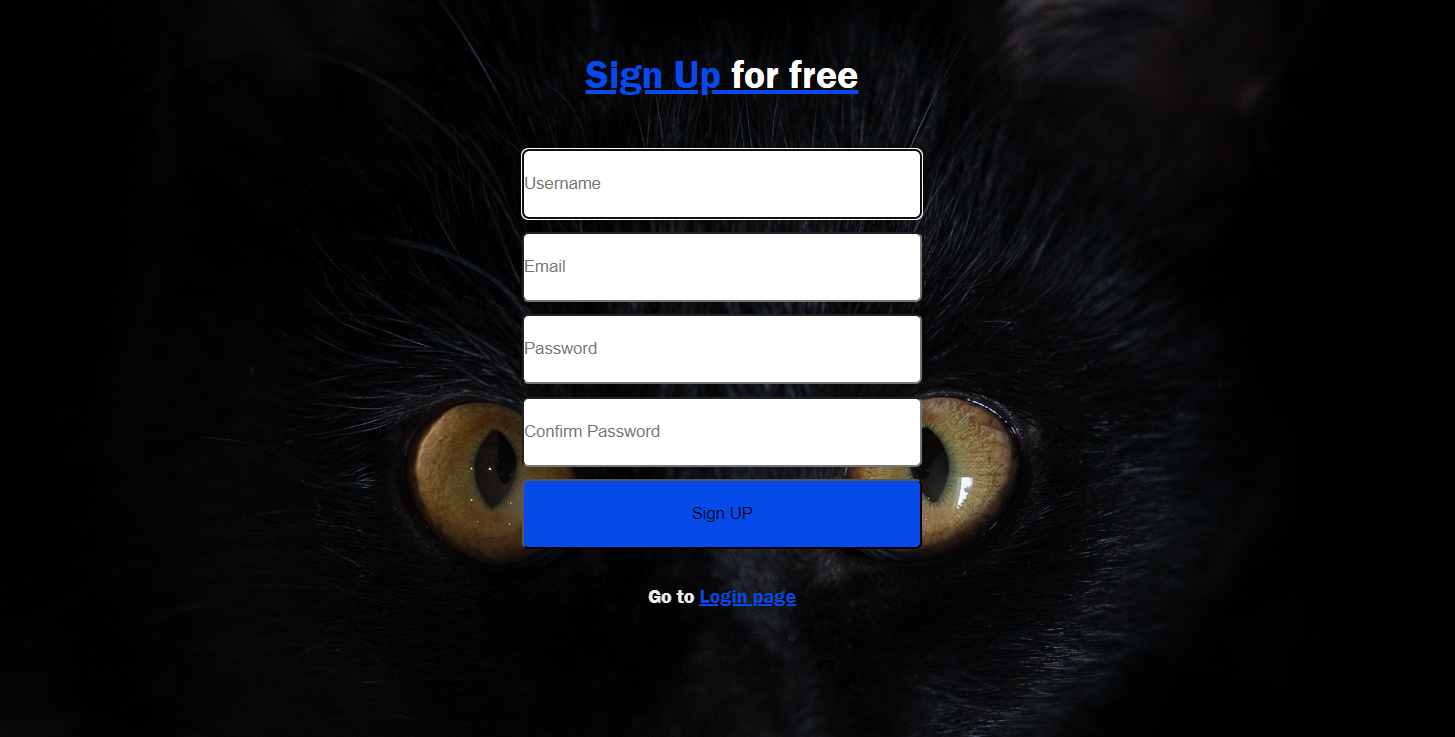 Sign Up for free
Username
Email
Password
Confirm Password
Sign UP
Go to Login page